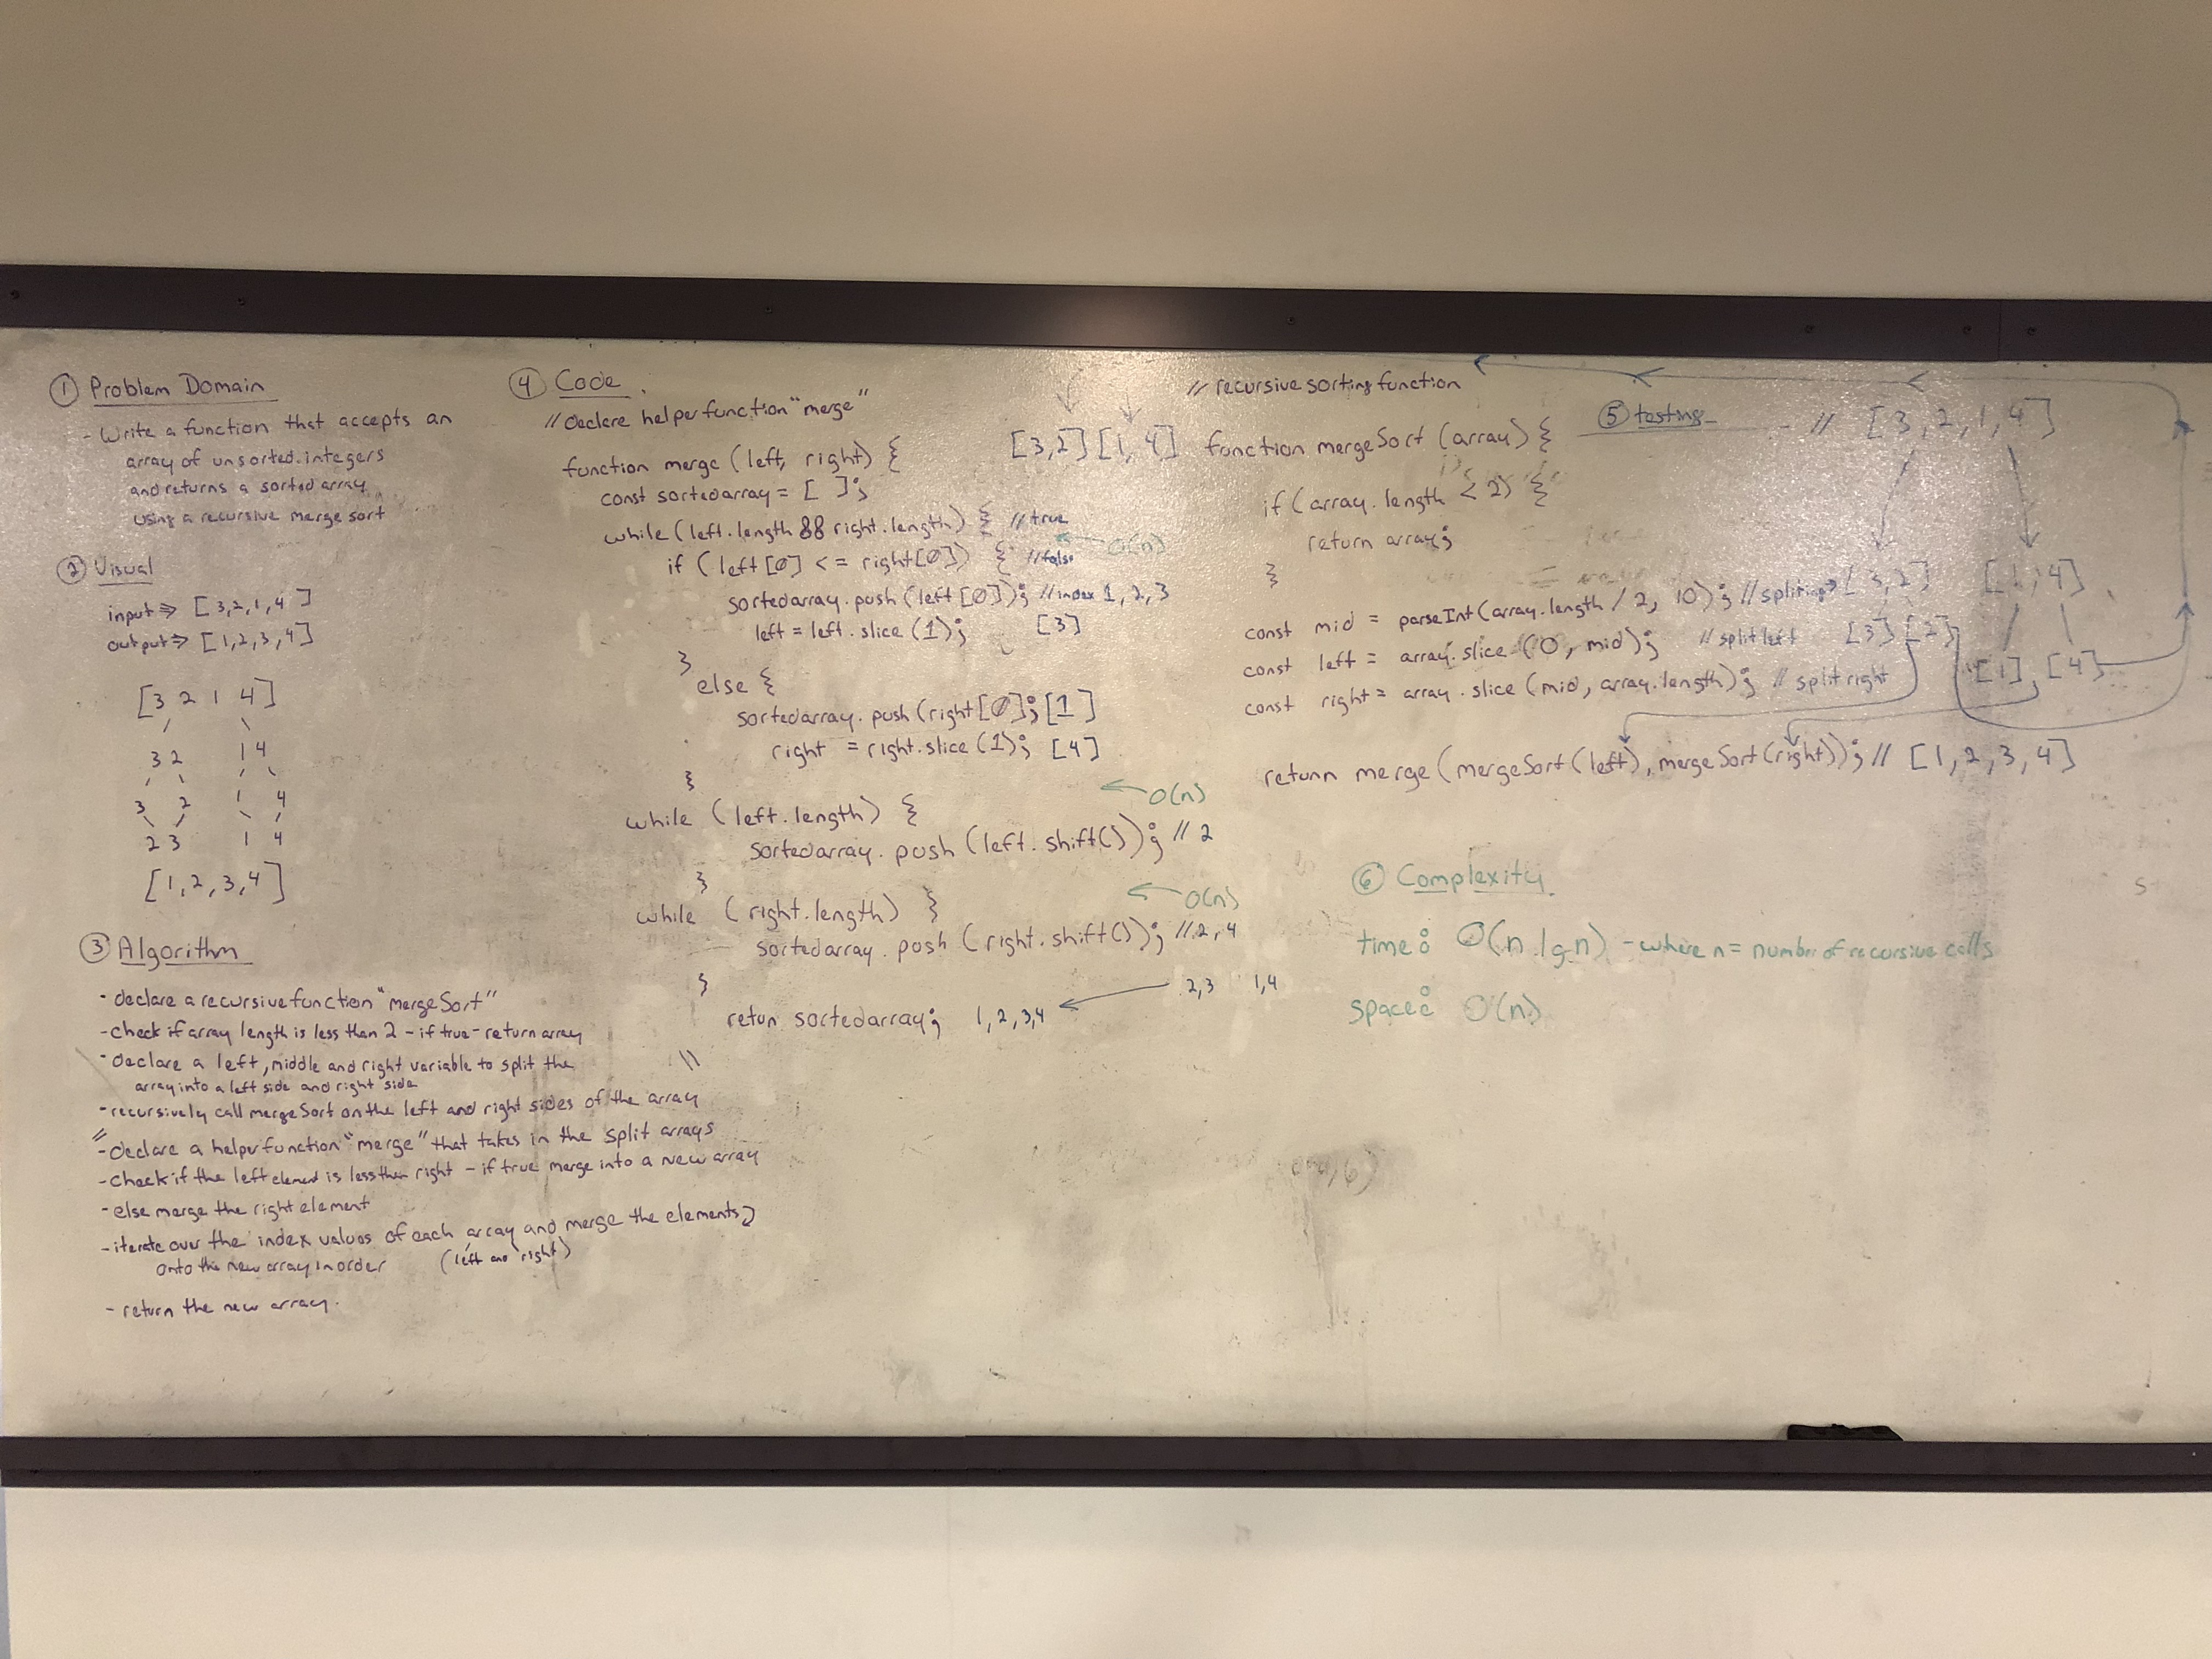 ① Problem Domain
- Write a function that accepts an
array of unsorted integers
and returns a sorted array
using a recursive merge sort
② Visual
input => [3,2,1,4]
output => [1,2,3,4]
[3 2 1 4]
3 2 1 4
3 2 1 4
2 3 1 4
[1,2,3,4]
③ Algorithm
- declare a recursive function "mergeSort"
- check if array length is less than 2 - if true - return array
- declare a left, middle and right variable to split the
array into a left side and right side
- recursively call mergeSort on the left and right sides of the array
// - declare a helper function "merge" that takes in the split arrays
- check if the left element is less than right - if true merge into a new array
- else merge the right element
- iterate over the index values of each array and merge the elements
onto the new array in order (left and right)
- return the new array.
④ Code
// declare helper function "merge"
[3,2] [1,4]
function merge (left, right) {
const sortedarray = [ ];
while (left.length && right.length) { // true
O(n)
if (left[0] <= right[0]) { // false
sortedarray.push (left[0]); // index 1, 2, 3
left = left.slice (1); [3]
}
else {
sortedarray.push (right[0]; [1]
right = right.slice (1); [4]
}
O(n)
while (left.length) {
sortedarray.push (left.shift()); // 2
}
O(n)
while (right.length) }
sortedarray.push (right.shift()); // 2, 4
}
2,3 1,4
retun sortedarray; 1,2,3,4
\\
// recursive sorting function
function mergeSort (array) {
if (array.length < 2) {
return array;
}
const mid = parseInt(array.length / 2, 10); // spliting
const left = array.slice (0, mid); // split left
const right = array.slice (mid, array.length); // split right
return merge (mergeSort (left), mergeSort (right)); // [1,2,3,4]
⑤ testing - // [3,2,1,4]
[3,2] [1,4]
[3] [2] [1], [4]
⑥ Complexity
time: O(n lg n) - where n = number of recursive calls
space: O(n)
S